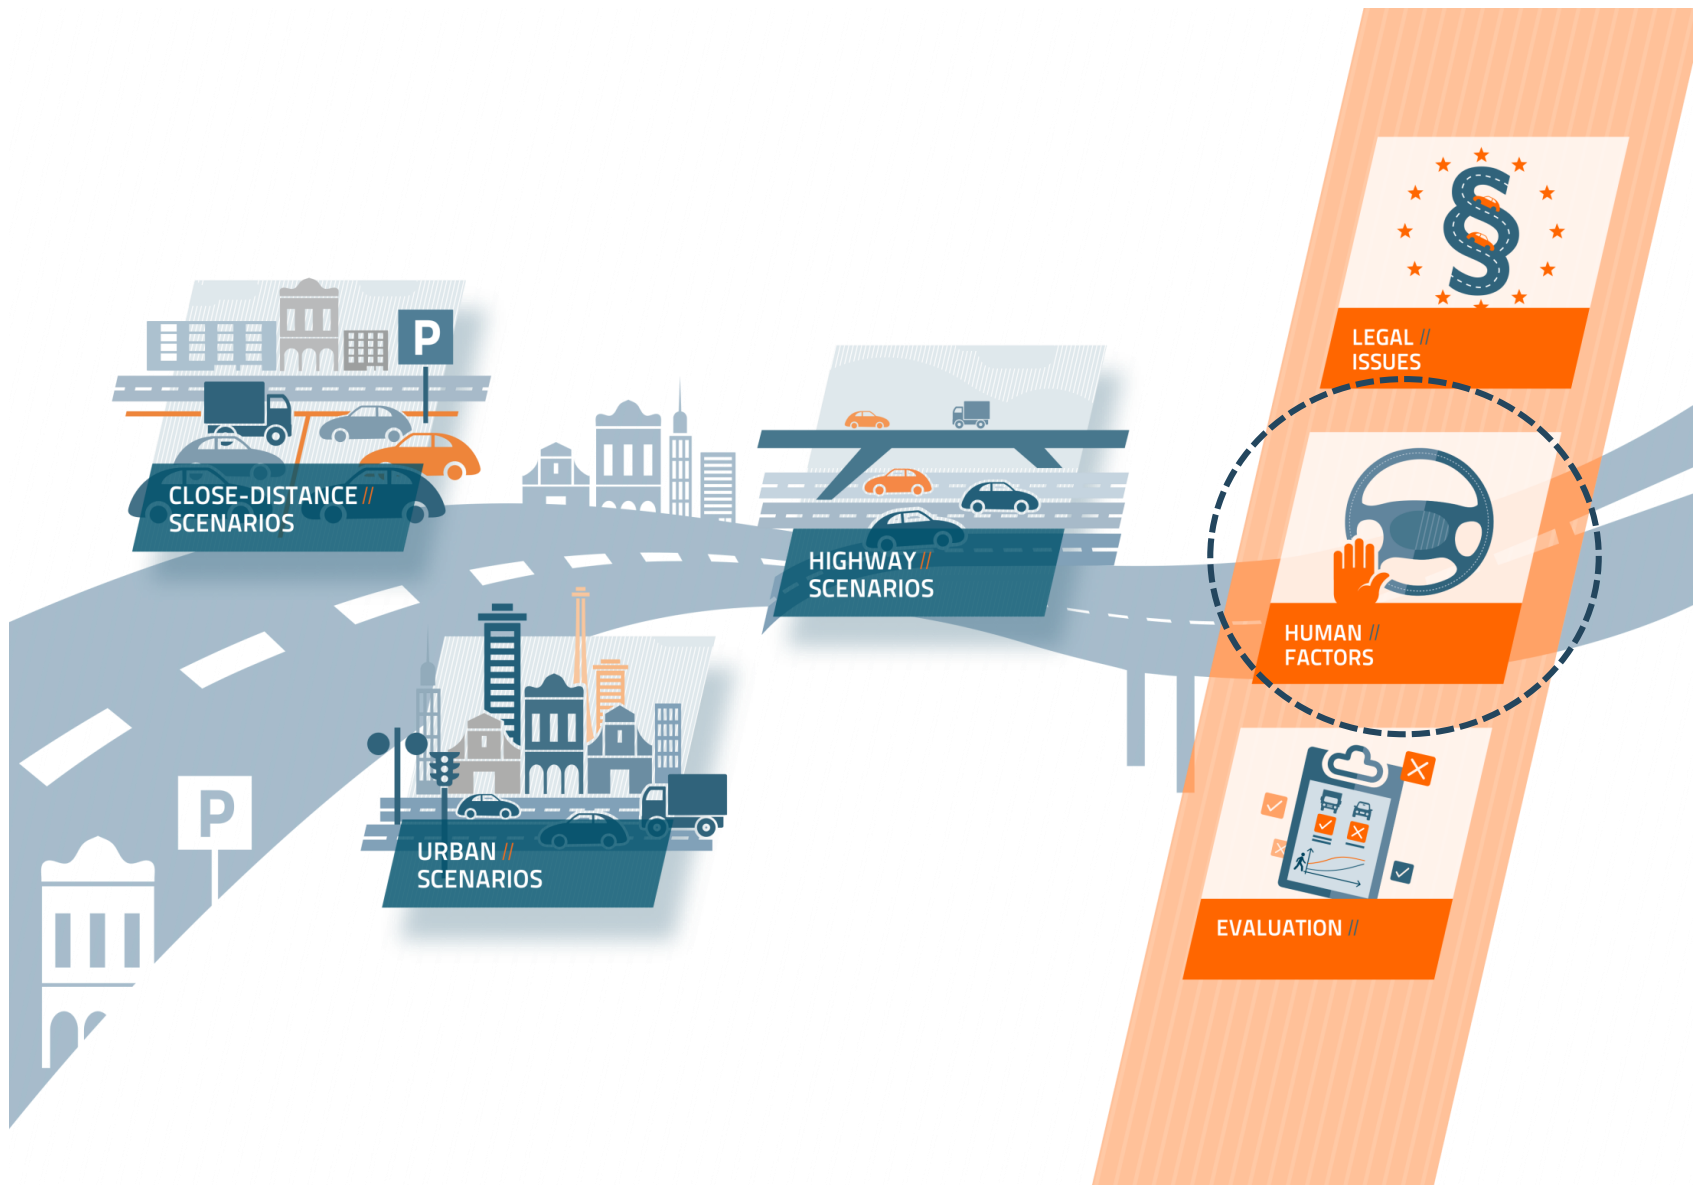 P
CLOSE-DISTANCE //
SCENARIOS
HIGHWAY //
SCENARIOS
URBAN //
SCENARIOS
P
§
LEGAL //
ISSUES
HUMAN //
FACTORS
EVALUATION //